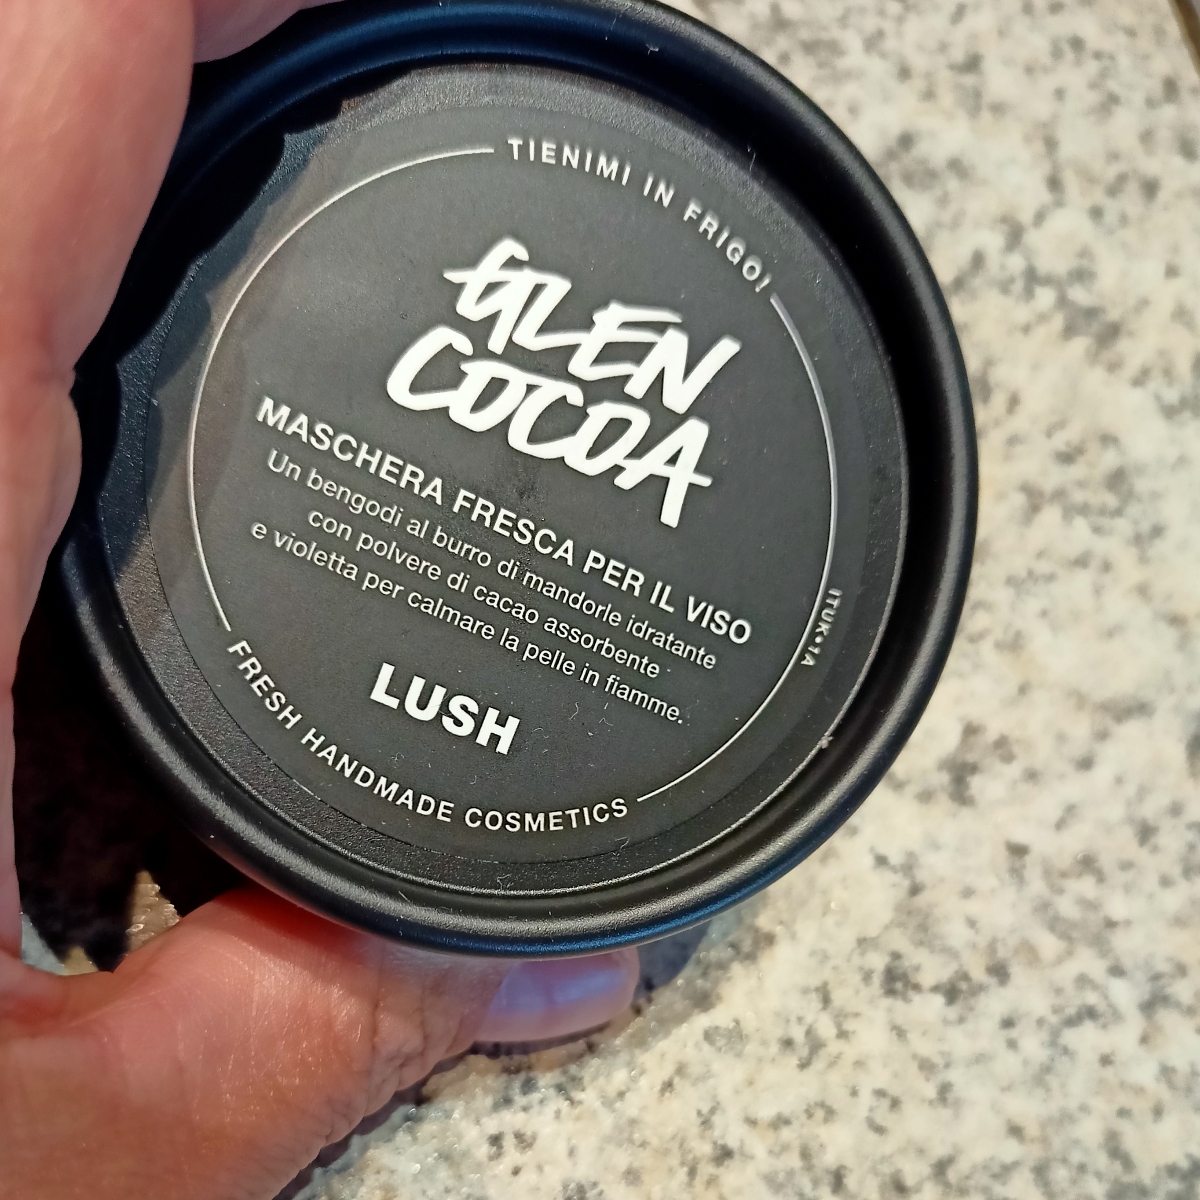 TIENIMI IN FRIGO!
GLEN
COCOA
MASCHERA FRESCA PER IL VISO
Un bengodi al burro di mandorle idratante
con polvere di cacao assorbente
e violetta per calmare la pelle in fiamme.
LUSH
FRESH HANDMADE COSMETICS
ITUK•1A